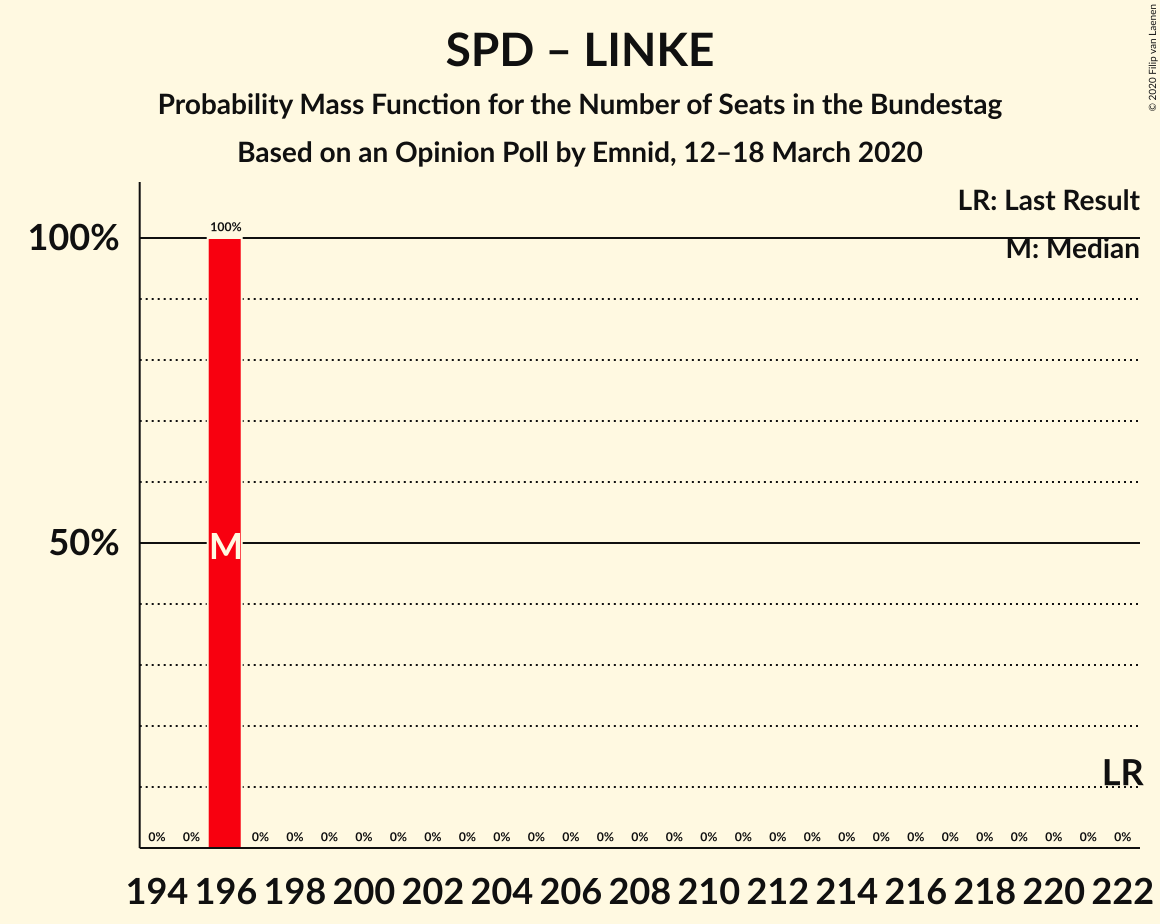 SPD – LINKE
Probability Mass Function for the Number of Seats in the Bundestag
Based on an Opinion Poll by Emnid, 12–18 March 2020
© 2020 Filip van Laenen
LR: Last Result
M: Median
100%
100%
50%
M
LR
0% 0% 0% 0% 0% 0% 0% 0% 0% 0% 0% 0% 0% 0% 0% 0% 0% 0% 0% 0% 0% 0% 0% 0% 0% 0% 0% 0%
194 196 198 200 202 204 206 208 210 212 214 216 218 220 222